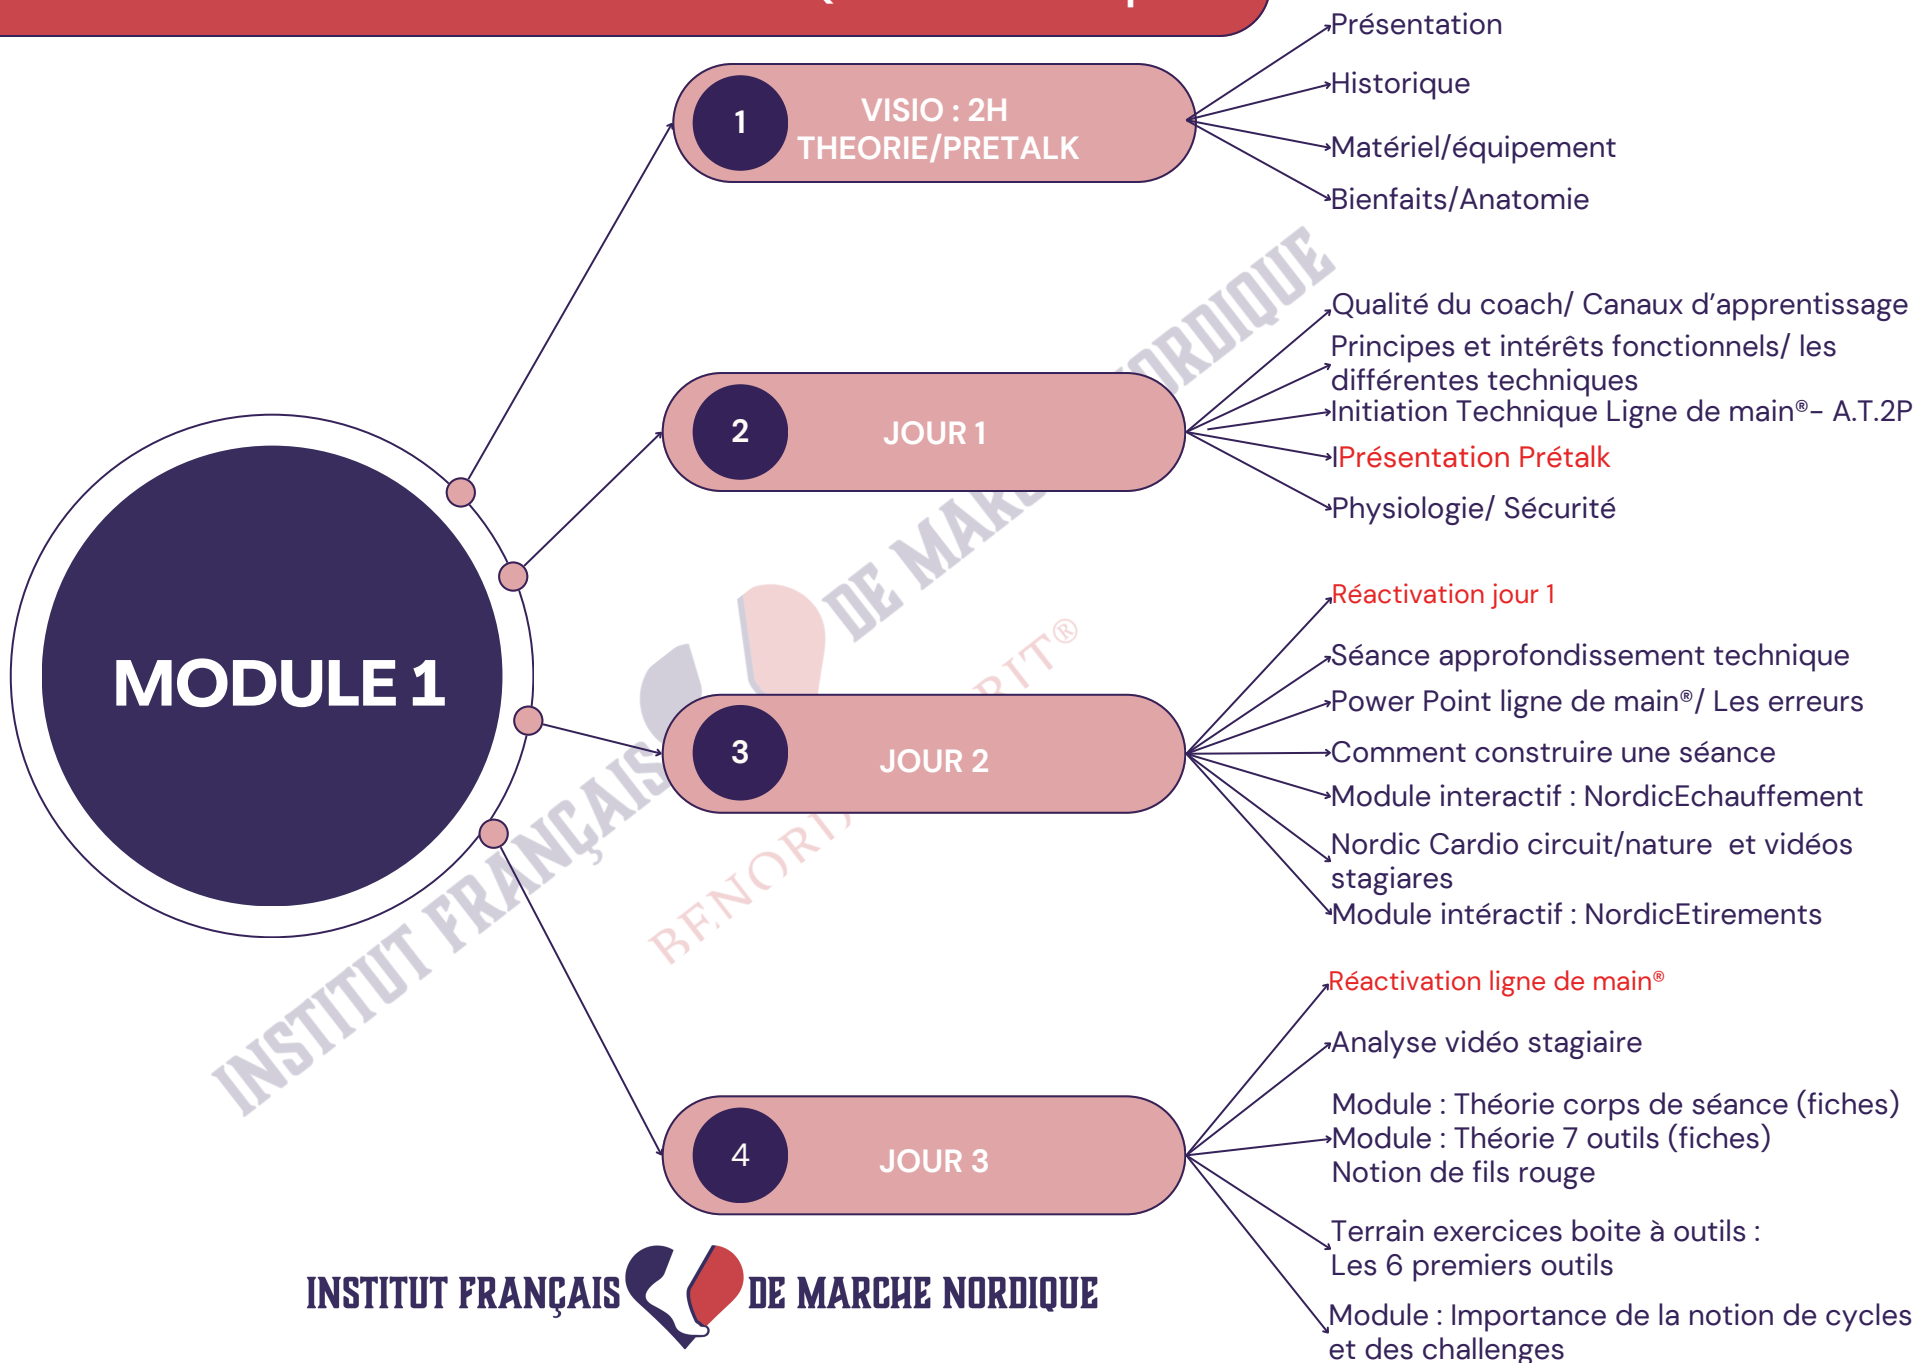 MODULE 1
1
VISIO : 2H
THEORIE/PRETALK
Présentation
Historique
Matériel/équipement
Bienfaits/Anatomie
2
JOUR 1
Qualité du coach/ Canaux d’apprentissage
Principes et intérêts fonctionnels/ les
différentes techniques
Initiation Technique Ligne de main®- A.T.2P
IPrésentation Prétalk
Physiologie/ Sécurité
3
JOUR 2
Réactivation jour 1
Séance approfondissement technique
Power Point ligne de main®/ Les erreurs
Comment construire une séance
Module interactif : NordicEchauffement
Nordic Cardio circuit/nature et vidéos
stagiares
Module intéractif : NordicEtirements
4
JOUR 3
Réactivation ligne de main®
Analyse vidéo stagiaire
Module : Théorie corps de séance (fiches)
Module : Théorie 7 outils (fiches)
Notion de fils rouge
Terrain exercices boite à outils :
Les 6 premiers outils
Module : Importance de la notion de cycles
et des challenges
INSTITUT FRANÇAIS DE MARCHE NORDIQUE